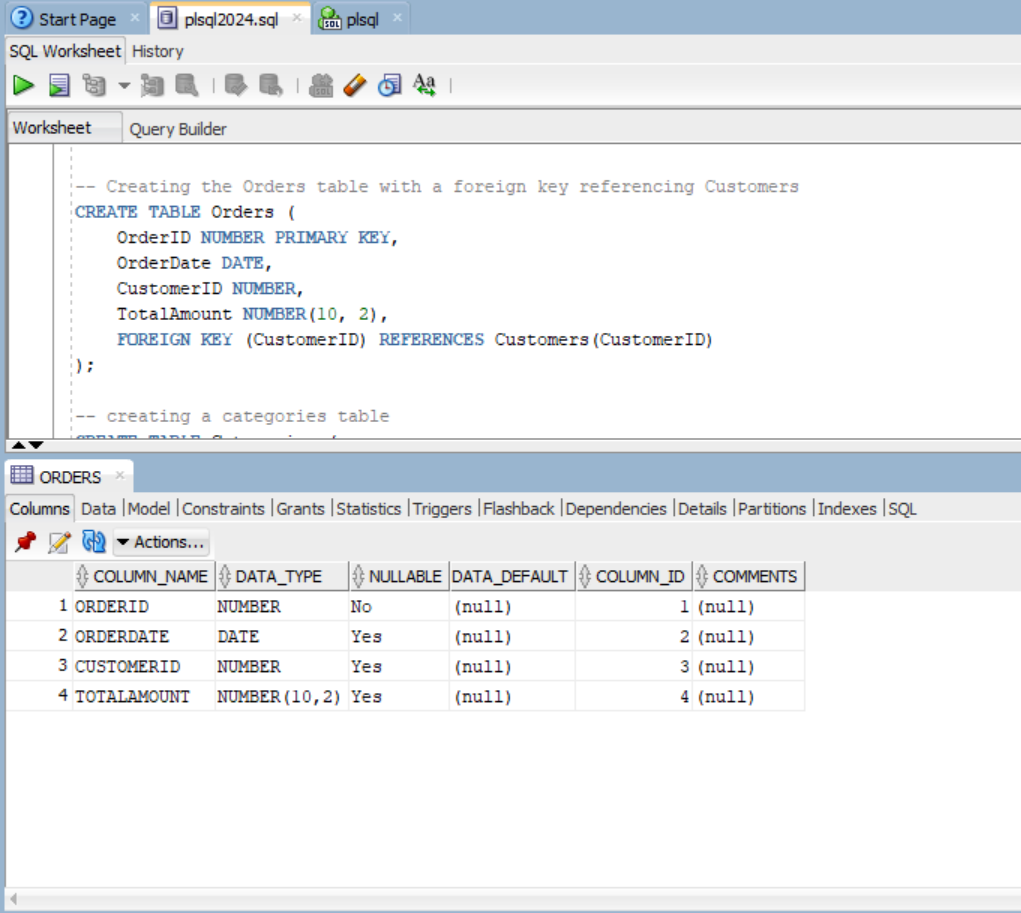 Start Page × plsql2024.sql × plsql ×
SQL Worksheet History
Worksheet Query Builder
-- Creating the Orders table with a foreign key referencing Customers
CREATE TABLE Orders (
OrderID NUMBER PRIMARY KEY,
OrderDate DATE,
CustomerID NUMBER,
TotalAmount NUMBER(10, 2),
FOREIGN KEY (CustomerID) REFERENCES Customers(CustomerID)
);
-- creating a categories table
ORDERS ×
Columns Data |Model |Constraints |Grants |Statistics |Triggers |Flashback |Dependencies |Details |Partitions |Indexes |SQL
Actions...
COLUMN_NAME DATA_TYPE NULLABLE DATA_DEFAULT COLUMN_ID COMMENTS
1 ORDERID NUMBER No (null) 1 (null)
2 ORDERDATE DATE Yes (null) 2 (null)
3 CUSTOMERID NUMBER Yes (null) 3 (null)
4 TOTALAMOUNT NUMBER(10,2) Yes (null) 4 (null)